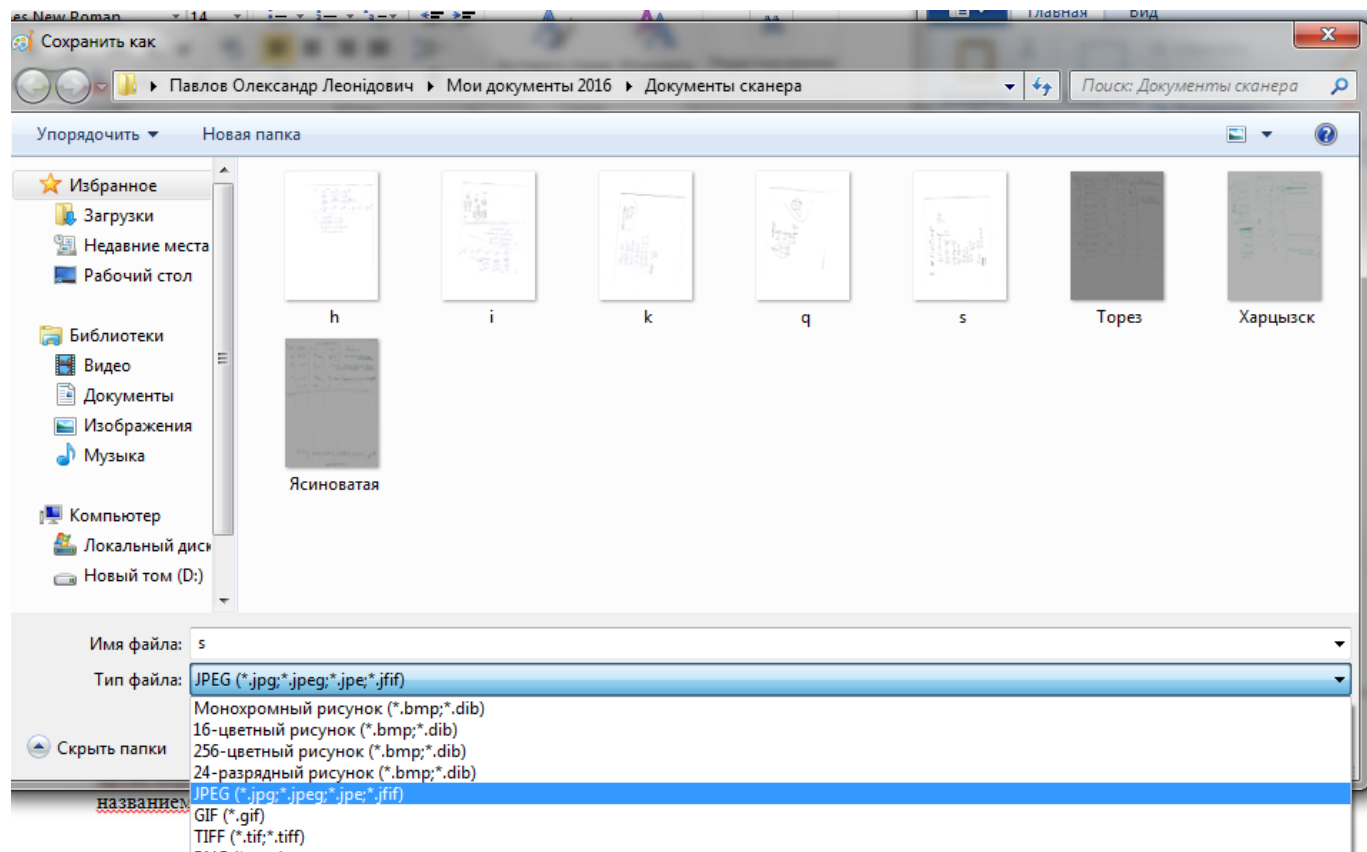 es New Roman 14 Главная Вид
Сохранить как
Павлов Олександр Леонідович Мои документы 2016 Документы сканера Поиск: Документы сканера
Упорядочить Новая папка
Избранное
Загрузки
Недавние места
Рабочий стол
Библиотеки
Видео
Документы
Изображения
Музыка
Компьютер
Локальный диск
Новый том (D:)
h i k q s Торез Харцызск
Ясиноватая
Имя файла: s
Тип файла: JPEG (*.jpg;*.jpeg;*.jpe;*.jfif)
Монохромный рисунок (*.bmp;*.dib)
16-цветный рисунок (*.bmp;*.dib)
256-цветный рисунок (*.bmp;*.dib)
24-разрядный рисунок (*.bmp;*.dib)
JPEG (*.jpg;*.jpeg;*.jpe;*.jfif)
GIF (*.gif)
TIFF (*.tif;*.tiff)
Скрыть папки
названием